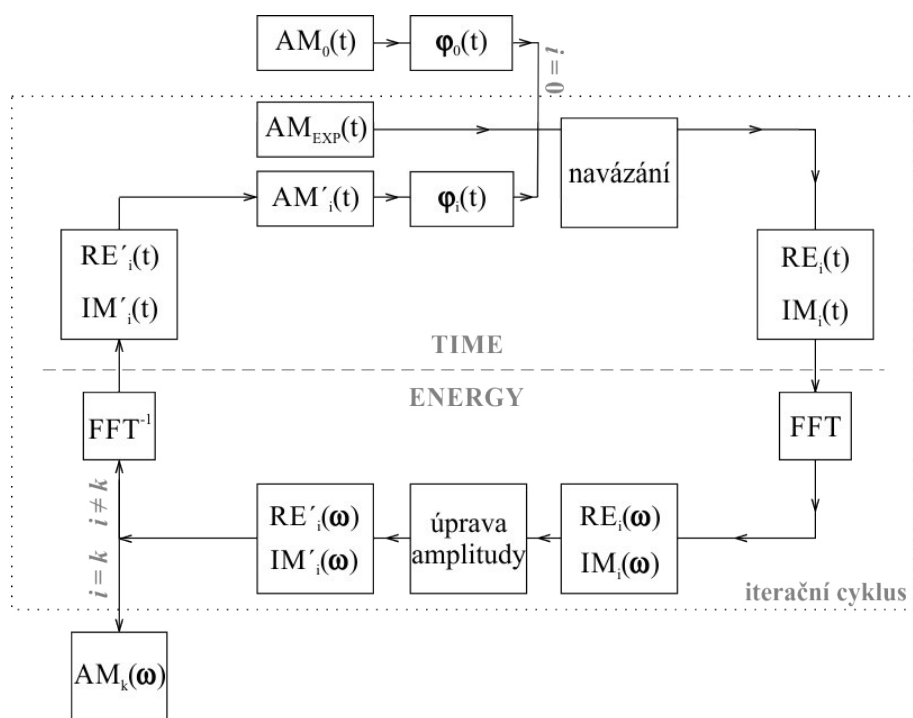 AM₀(t)
φ₀(t)
i = 0
AM_EXP(t)
navázání
AM´ᵢ(t)
φᵢ(t)
RE´ᵢ(t)
IM´ᵢ(t)
REᵢ(t)
IMᵢ(t)
TIME
ENERGY
FFT⁻¹
FFT
i ≠ k
i = k
RE´ᵢ(ω)
IM´ᵢ(ω)
úprava
amplitudy
REᵢ(ω)
IMᵢ(ω)
iterační cyklus
AMₖ(ω)